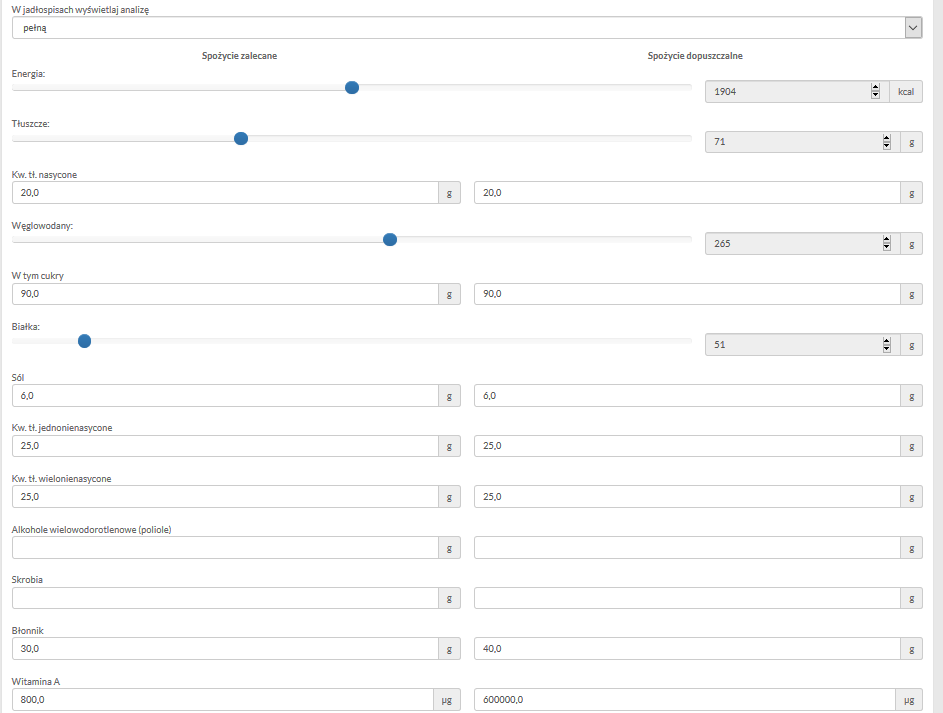 W jadłospisach wyświetlaj analizę
pełną
Spożycie zalecane Spożycie dopuszczalne
Energia:
1904 kcal
Tłuszcze:
71 g
Kw. tł. nasycone
20,0 g 20,0 g
Węglowodany:
265 g
W tym cukry
90,0 g 90,0 g
Białka:
51 g
Sól
6,0 g 6,0 g
Kw. tł. jednonienasycone
25,0 g 25,0 g
Kw. tł. wielonienasycone
25,0 g 25,0 g
Alkohole wielowodorotlenowe (poliole)
g g
Skrobia
g g
Błonnik
30,0 g 40,0 g
Witamina A
800,0 µg 600000,0 µg